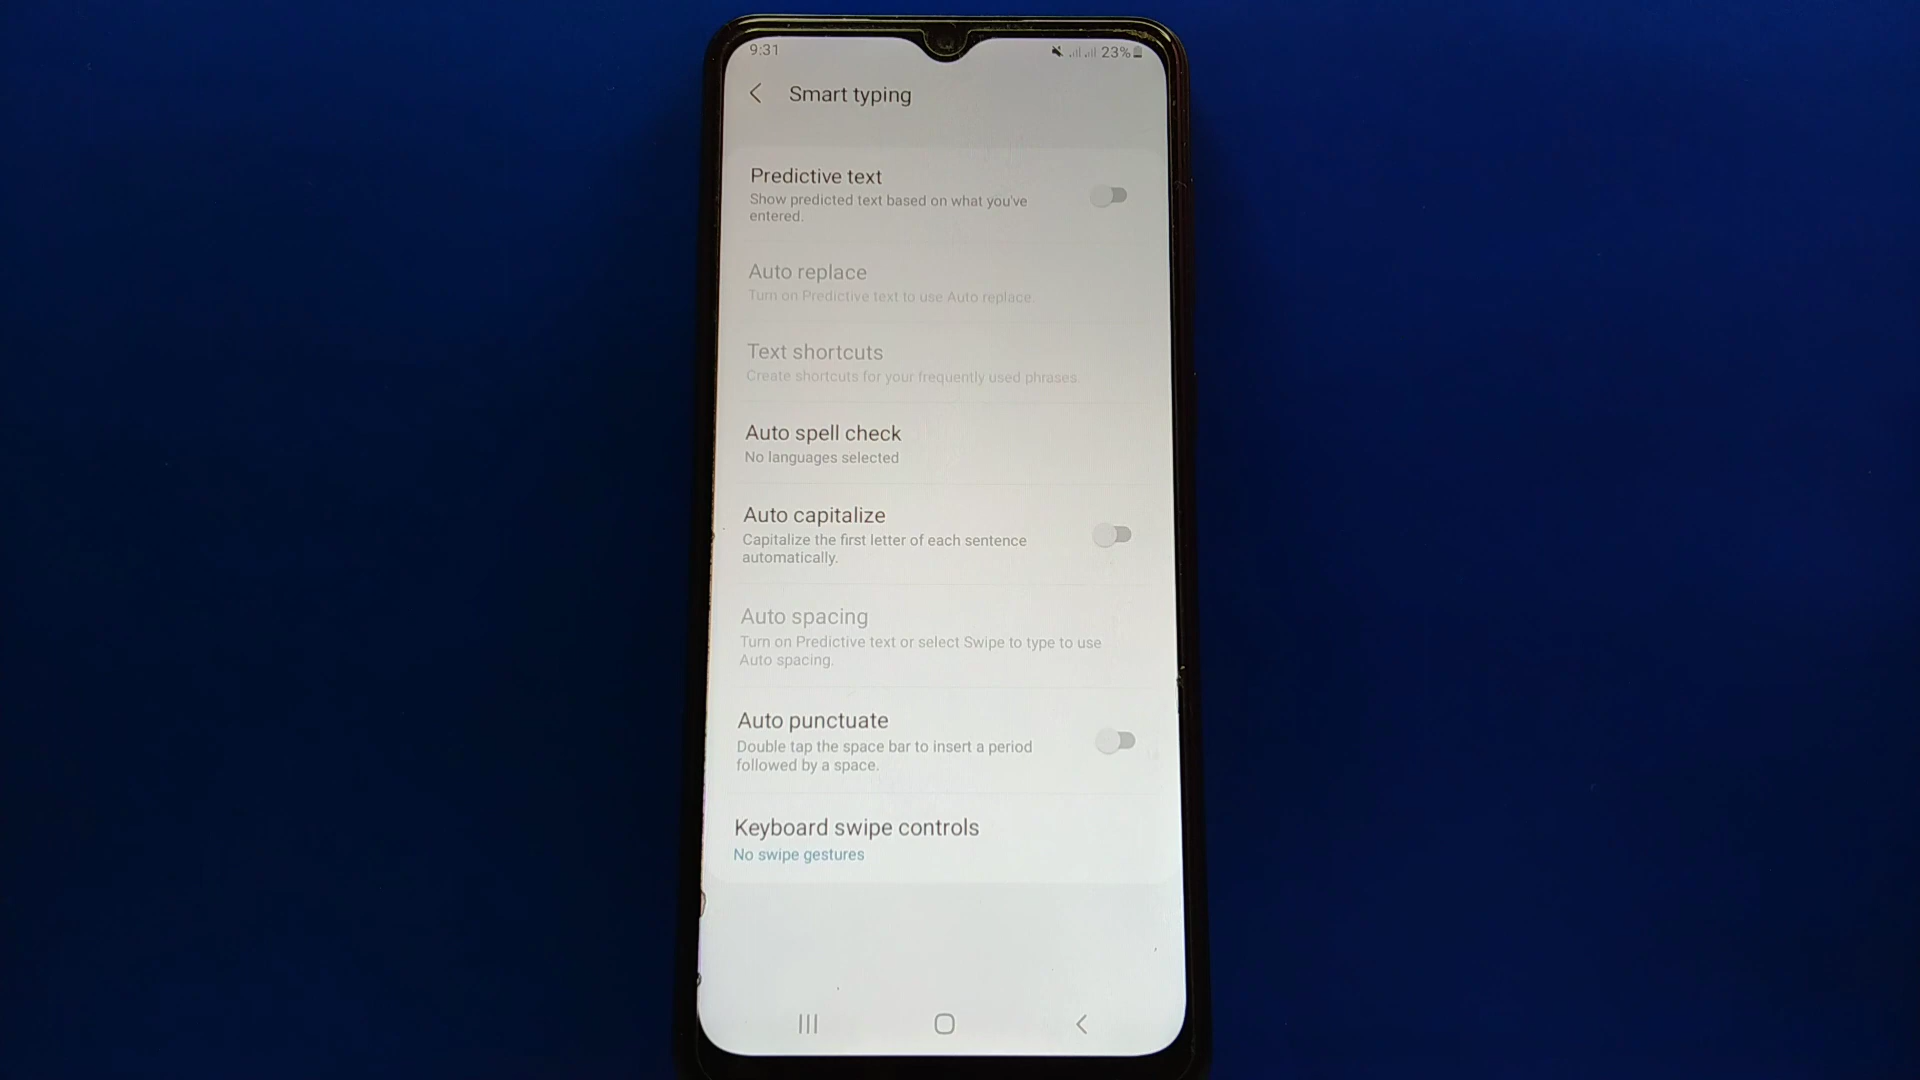 9:31
23%
Smart typing
Predictive text
Show predicted text based on what you've
entered.
Auto replace
Turn on Predictive text to use Auto replace.
Text shortcuts
Create shortcuts for your frequently used phrases.
Auto spell check
No languages selected
Auto capitalize
Capitalize the first letter of each sentence
automatically.
Auto spacing
Turn on Predictive text or select Swipe to type to use
Auto spacing.
Auto punctuate
Double tap the space bar to insert a period
followed by a space.
Keyboard swipe controls
No swipe gestures